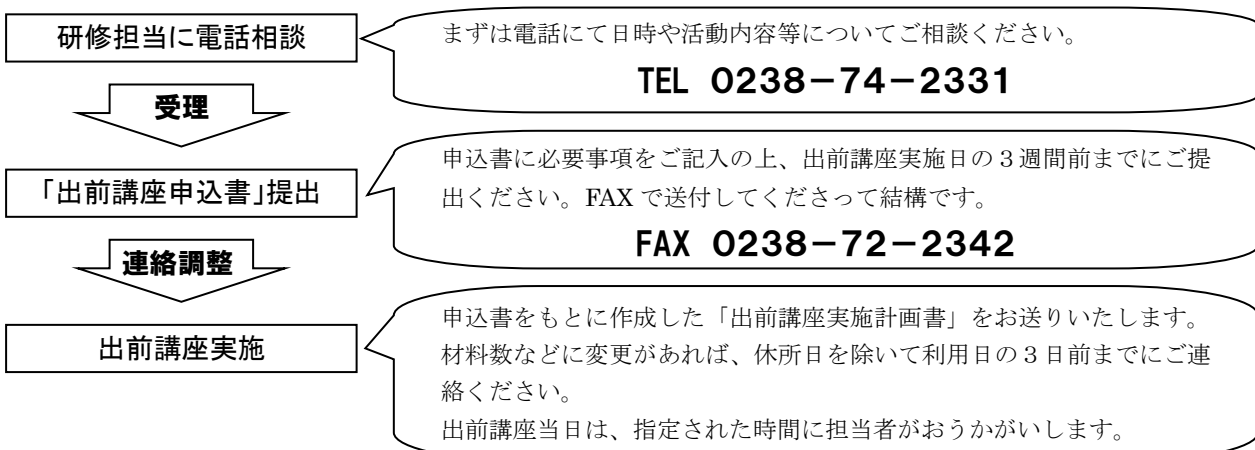 研修担当に電話相談
まずは電話にて日時や活動内容等についてご相談ください。
TEL 0238-74-2331
受理
「出前講座申込書」提出
申込書に必要事項をご記入の上、出前講座実施日の3週間前までにご提
出ください。FAX で送付してくださって結構です。
FAX 0238-72-2342
連絡調整
出前講座実施
申込書をもとに作成した「出前講座実施計画書」をお送りいたします。
材料数などに変更があれば、休所日を除いて利用日の3日前までにご連
絡ください。
出前講座当日は、指定された時間に担当者がおうかがいします。